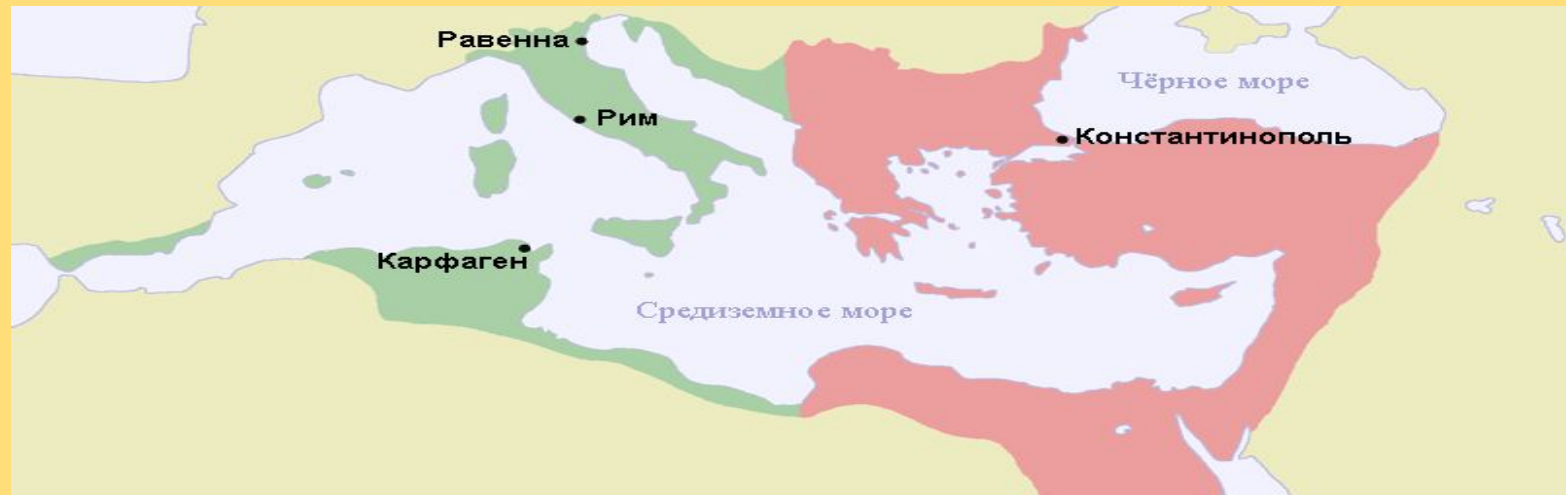 Равенна
Чёрное море
Рим
Константинополь
Карфаген
Средиземное море